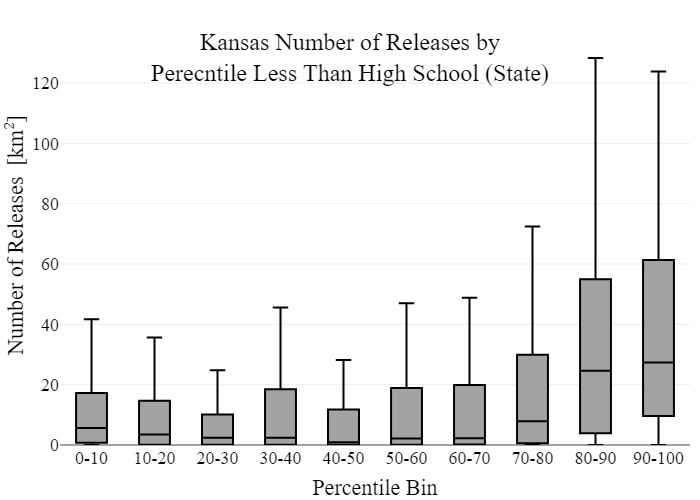 Kansas Number of Releases by
Perecntile Less Than High School (State)
Number of Releases [km²]
120
100
80
60
40
20
0
0-10 10-20 20-30 30-40 40-50 50-60 60-70 70-80 80-90 90-100
Percentile Bin